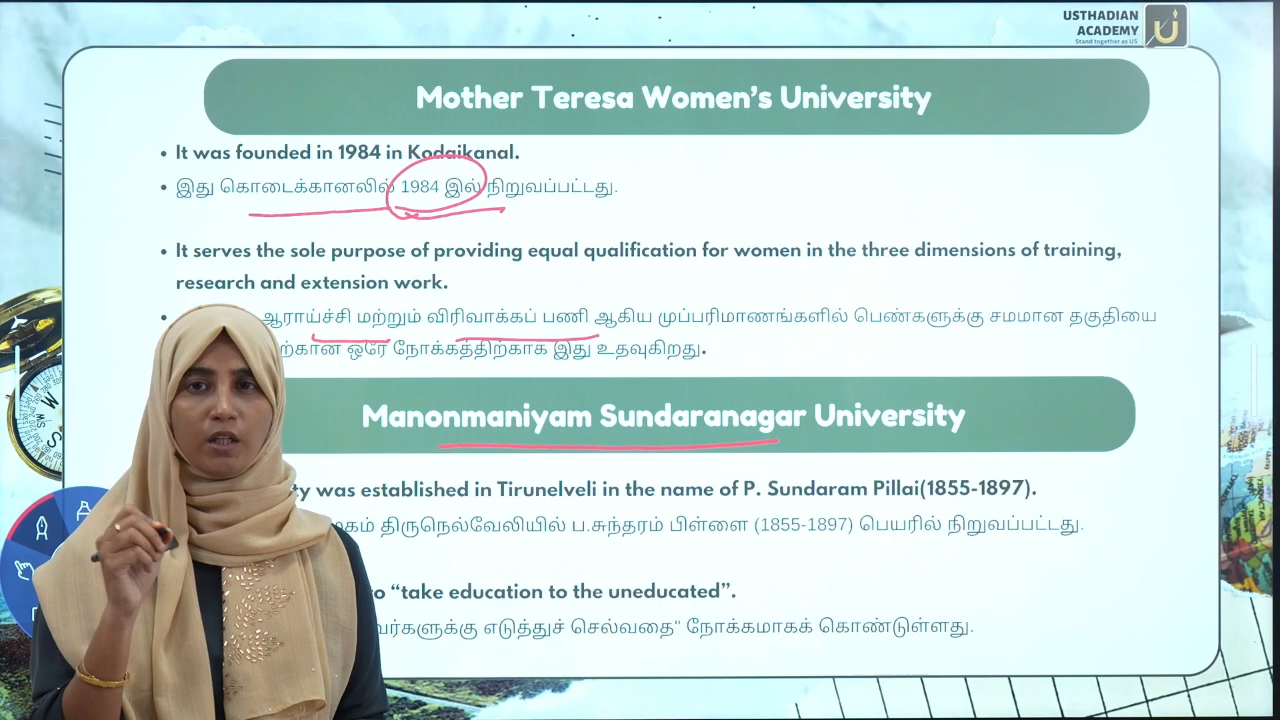 USTHADIAN
ACADEMY
Stand together as US
Mother Teresa Women's University
• It was founded in 1984 in Kodaikanal.
• இது கொடைக்கானலில் 1984 இல் நிறுவப்பட்டது.
• It serves the sole purpose of providing equal qualification for women in the three dimensions of training,
research and extension work.
• ஆராய்ச்சி மற்றும் விரிவாக்கப் பணி ஆகிய முப்பரிமாணங்களில் பெண்களுக்கு சமமான தகுதியை
ஒரே நோக்கத்திற்காக இது உதவுகிறது.
Manonmaniyam Sundaranagar University
was established in Tirunelveli in the name of P. Sundaram Pillai(1855-1897).
திருநெல்வேலியில் ப.சுந்தரம் பிள்ளை (1855-1897) பெயரில் நிறுவப்பட்டது.
“take education to the uneducated”.
எடுத்துச் செல்வதை" நோக்கமாகக் கொண்டுள்ளது.